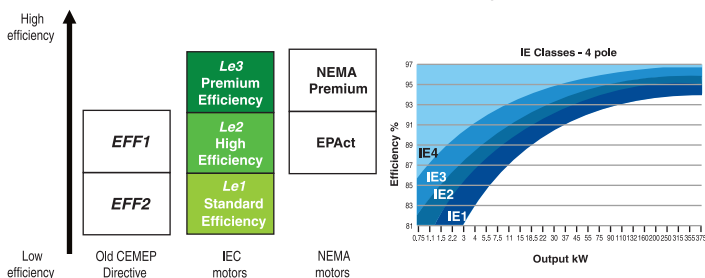 High
efficiency
Low
efficiency
EFF1
EFF2
Old CEMEP
Directive
Le3
Premium
Efficiency
Le2
High
Efficiency
Le1
Standard
Efficiency
IEC
motors
NEMA
Premium
EPAct
NEMA
motors
IE Classes - 4 pole
Efficiency %
97
95
93
91
89
87
85
83
81
IE4
IE3
IE2
IE1
0,75 1,1 1,5 2,2 3 4 5,5 7,5 11 15 18,5 22 30 37 45 55 75 90 110 132 160 200 250 315 355 375
Output kW